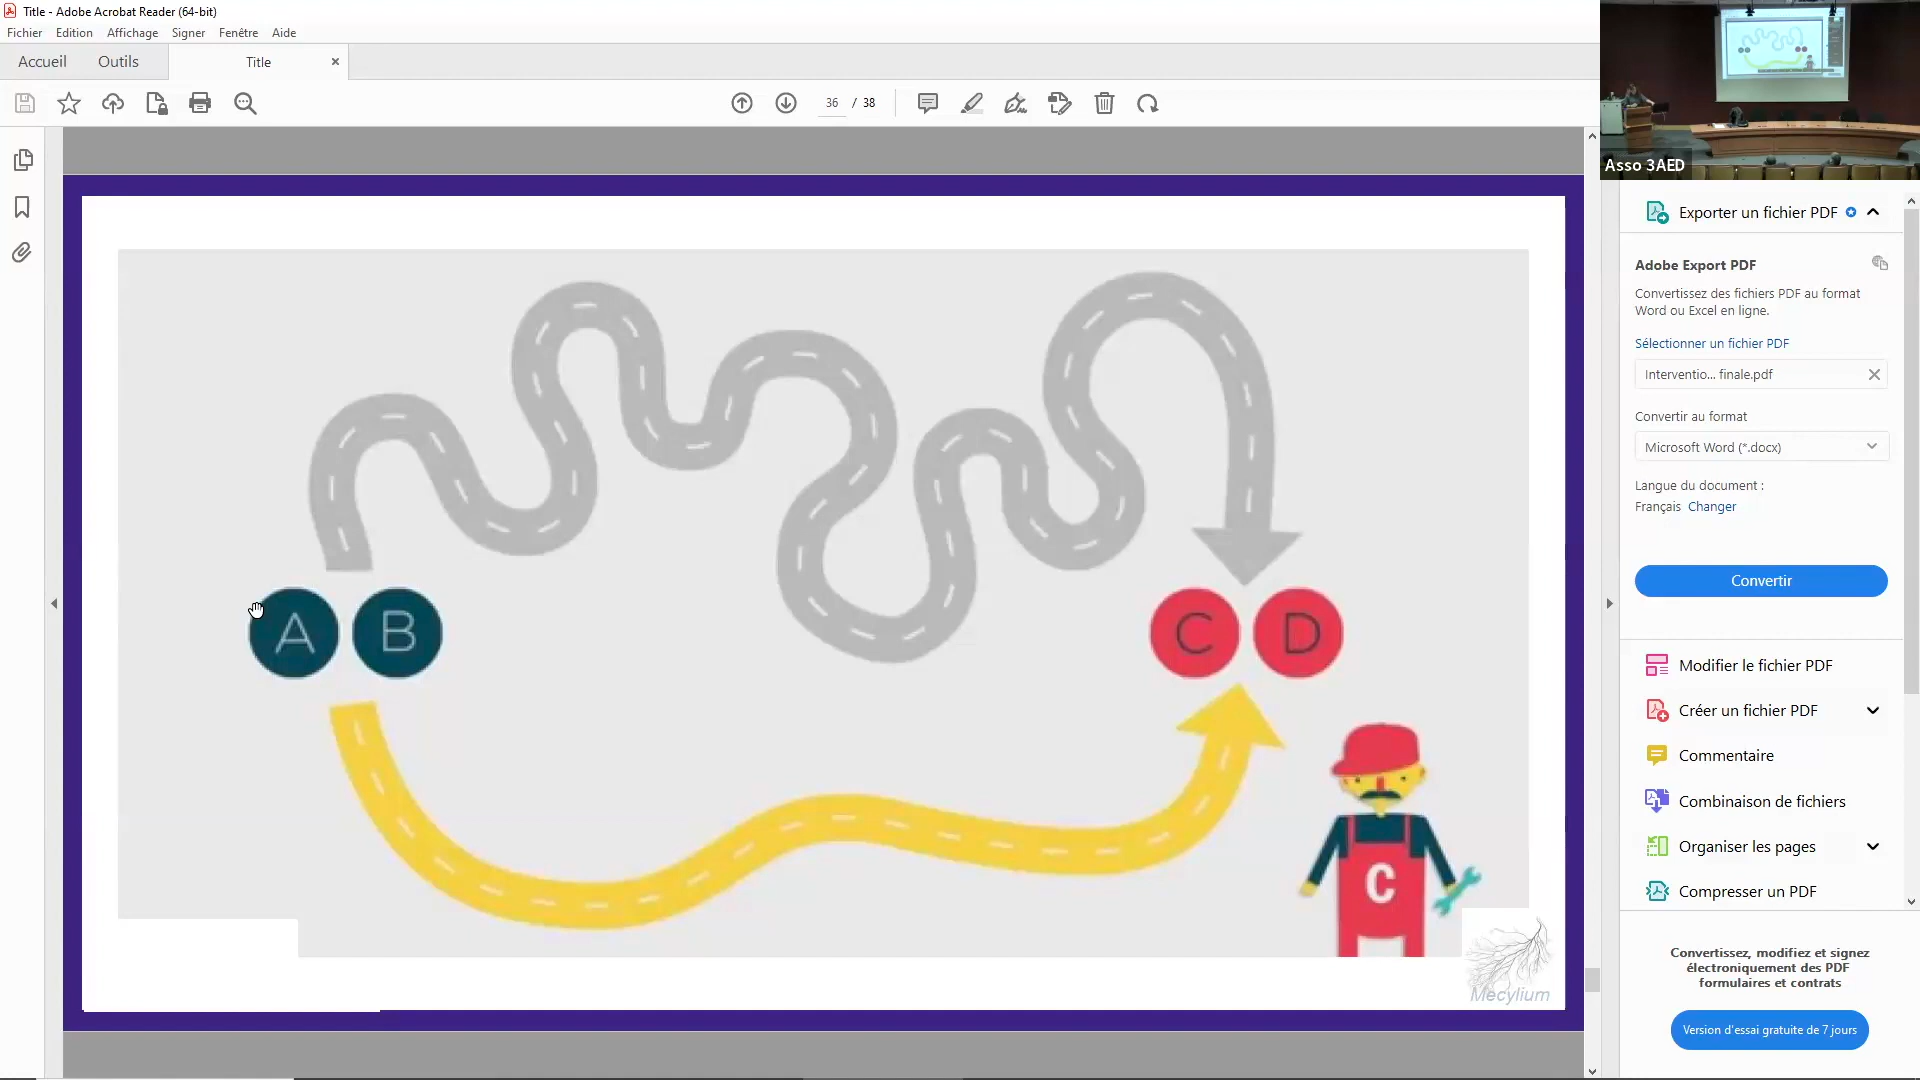 Title - Adobe Acrobat Reader (64-bit)
Fichier Edition Affichage Signer Fenêtre Aide
Accueil Outils Title
36 / 38
Asso 3AED
A B C D
C
Mecylium
Exporter un fichier PDF
Adobe Export PDF
Convertissez des fichiers PDF au format
Word ou Excel en ligne.
Sélectionner un fichier PDF
Interventio... finale.pdf
Convertir au format
Microsoft Word (*.docx)
Langue du document :
Français Changer
Convertir
Modifier le fichier PDF
Créer un fichier PDF
Commentaire
Combinaison de fichiers
Organiser les pages
Compresser un PDF
Convertissez, modifiez et signez
électroniquement des PDF
formulaires et contrats
Version d'essai gratuite de 7 jours